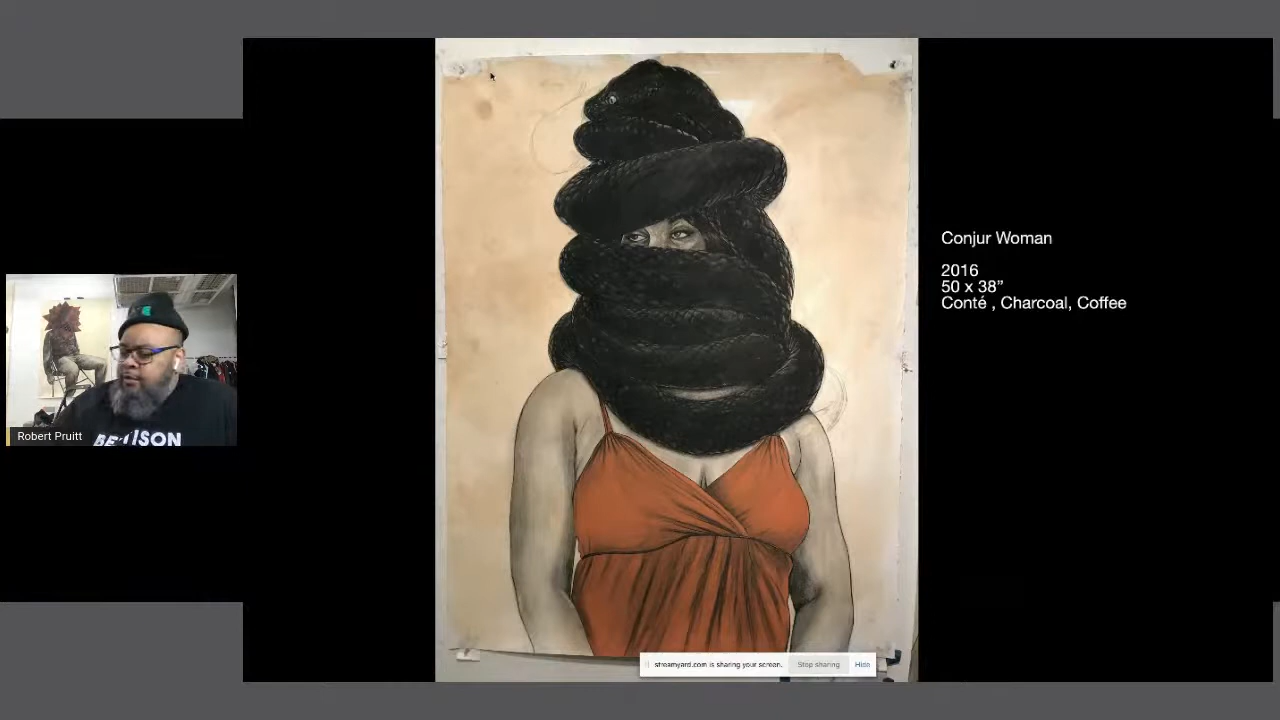 Conjur Woman
2016
50 x 38”
Conté , Charcoal, Coffee
Robert Pruitt
streamyard.com is sharing your screen.
Stop sharing
Hide